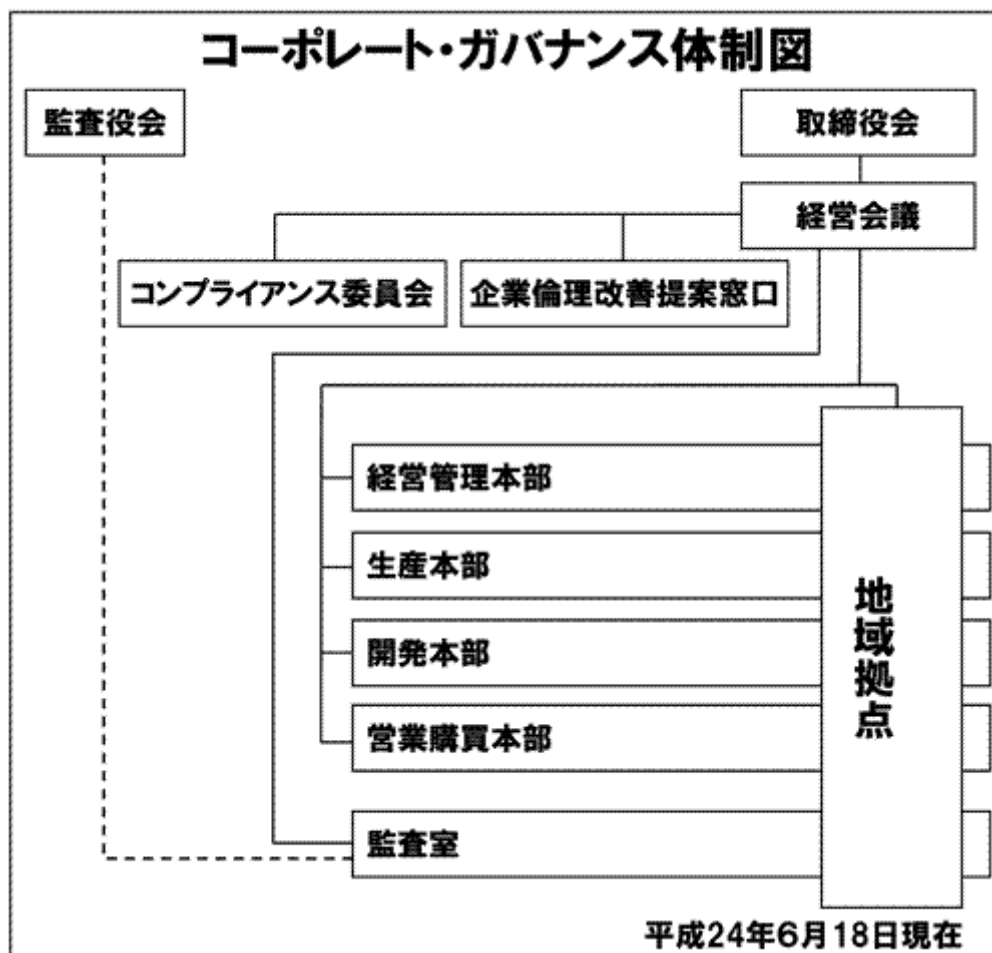 コーポレート・ガバナンス体制図
監査役会
取締役会
経営会議
コンプライアンス委員会
企業倫理改善提案窓口
経営管理本部
生産本部
開発本部
営業購買本部
監査室
地域拠点
平成24年6月18日現在